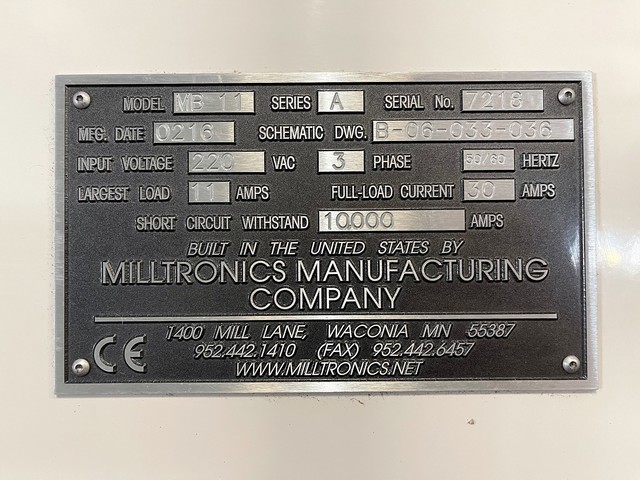 MODEL MB 11 SERIES A SERIAL No. 7218
MFG. DATE 0216 SCHEMATIC DWG. B-06-033-036
INPUT VOLTAGE 220 VAC 3 PHASE 50/60 HERTZ
LARGEST LOAD 11 AMPS FULL-LOAD CURRENT 30 AMPS
SHORT CIRCUIT WITHSTAND 10,000 AMPS
BUILT IN THE UNITED STATES BY
MILLTRONICS MANUFACTURING
COMPANY
1400 MILL LANE, WACONIA MN 55387
952.442.1410 (FAX) 952.442.6457
WWW.MILLTRONICS.NET
CE